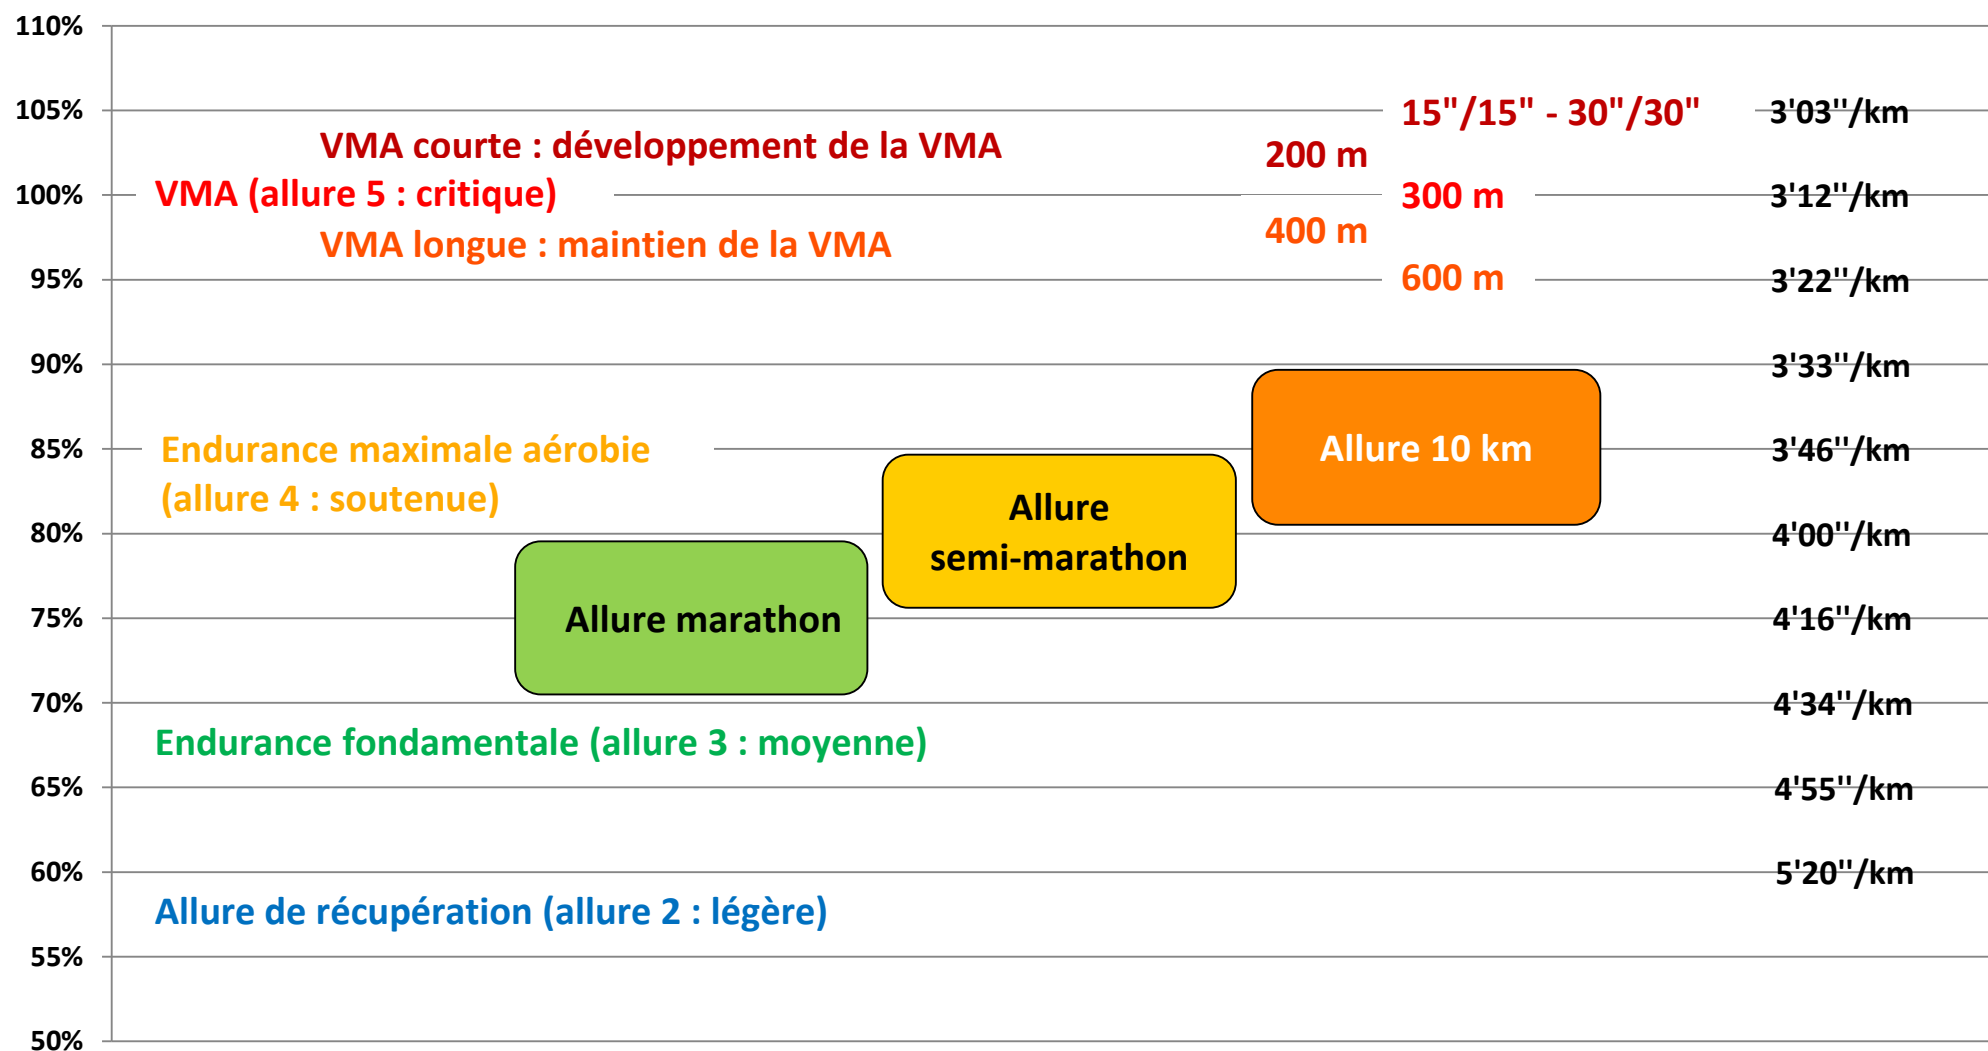 110%
105%
15"/15" - 30"/30"
3'03''/km
VMA courte : développement de la VMA
200 m
100%
VMA (allure 5 : critique)
300 m
3'12''/km
VMA longue : maintien de la VMA
400 m
95%
600 m
3'22''/km
90%
3'33''/km
85%
Endurance maximale aérobie
(allure 4 : soutenue)
Allure 10 km
3'46''/km
80%
Allure
semi-marathon
4'00''/km
75%
Allure marathon
4'16''/km
70%
4'34''/km
Endurance fondamentale (allure 3 : moyenne)
65%
4'55''/km
60%
5'20''/km
Allure de récupération (allure 2 : légère)
55%
50%